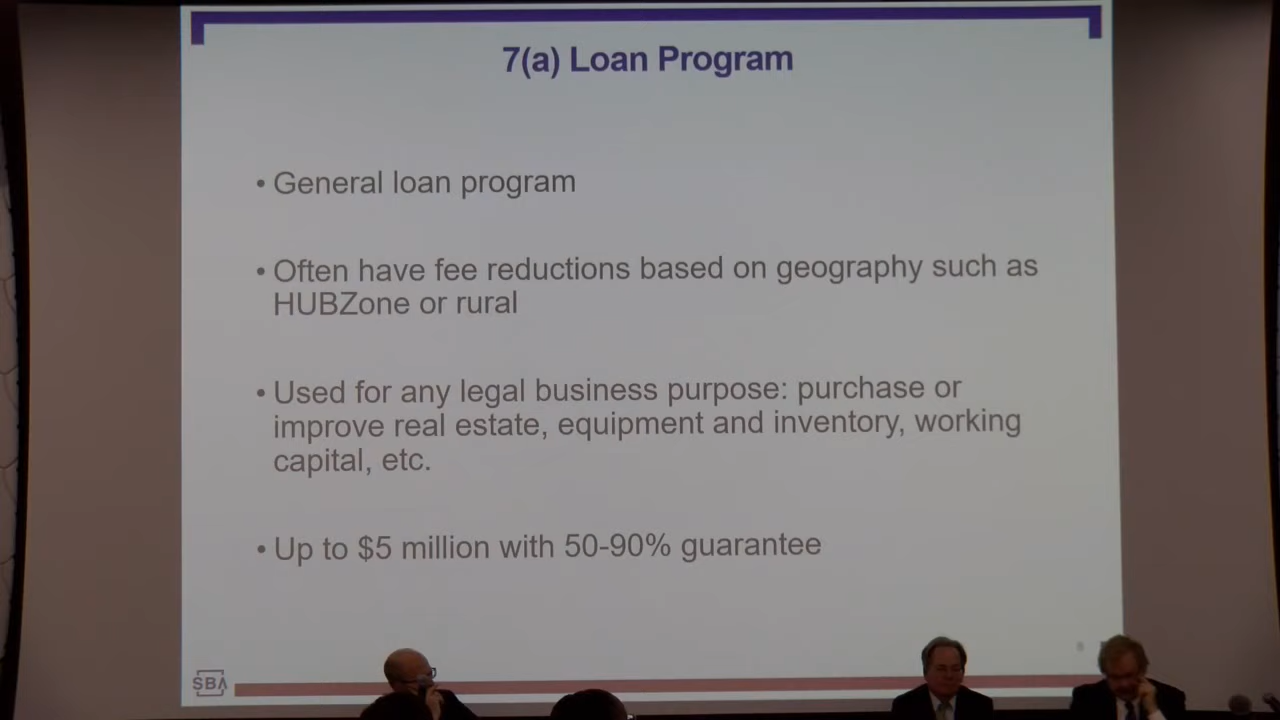 7(a) Loan Program
• General loan program
• Often have fee reductions based on geography such as
HUBZone or rural
• Used for any legal business purpose: purchase or
improve real estate, equipment and inventory, working
capital, etc.
• Up to $5 million with 50-90% guarantee
SBA